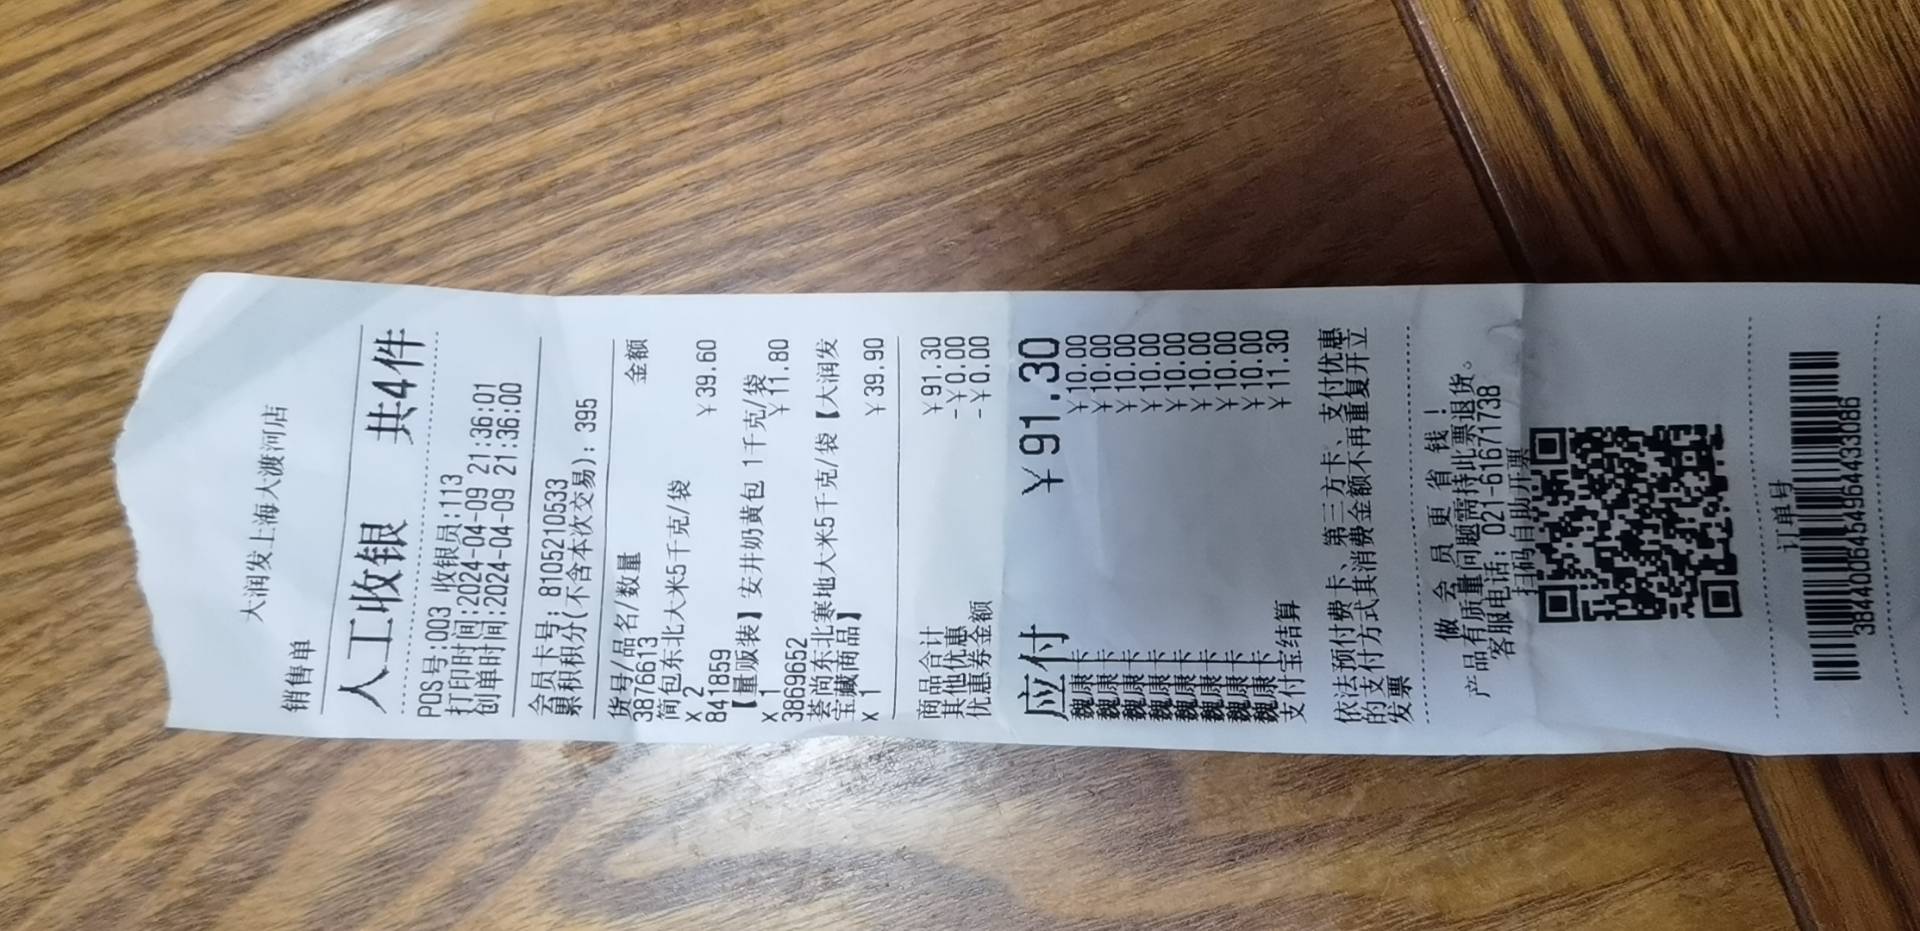 大润发上海大渡河店
销售单
人工收银 共4件
POS号:003 收银员:113
打印时间:2024-04-09 21:36:01
创单时间:2024-04-09 21:36:00
会员卡号: 8105210533
累积积分(不含本次交易): 395
货号/品名/数量 金额
3876613
简包东北大米5千克/袋
x 2 ￥39.60
841859
【量贩装】安井奶黄包 1千克/袋
x 1 ￥11.80
3869652
荟尚东北寒地大米5千克/袋【大润发
宝藏商品】
x 1 ￥39.90
商品合计 ￥91.30
其他优惠 -￥0.00
优惠券金额 -￥0.00
应付 ￥91.30
魏康卡 ￥10.00
魏康卡 ￥10.00
魏康卡 ￥10.00
魏康卡 ￥10.00
魏康卡 ￥10.00
魏康卡 ￥10.00
魏康卡 ￥10.00
魏康卡 ￥10.00
支付宝结算 ￥11.30
依法预付费卡、第三方卡、支付优惠
的支付方式其消费金额不再重复开立
发票
做 会 员 更 省 钱 !
产品有质量问题需持此票退货。
客服电话: 021-61671738
扫码自助开票
订单号
3844006454964433086